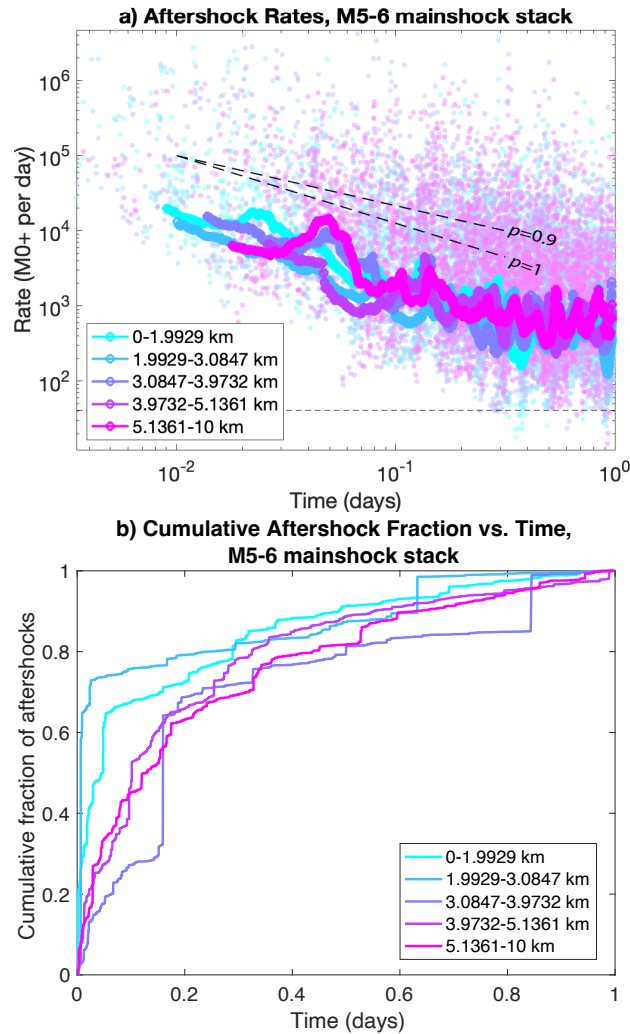 a) Aftershock Rates, M5-6 mainshock stack
10^6
10^5
10^4
10^3
10^2
Rate (M0+ per day)
p=0.9
p=1
0-1.9929 km
1.9929-3.0847 km
3.0847-3.9732 km
3.9732-5.1361 km
5.1361-10 km
10^-2
10^-1
10^0
Time (days)
b) Cumulative Aftershock Fraction vs. Time,
M5-6 mainshock stack
1
0.8
0.6
0.4
0.2
0
Cumulative fraction of aftershocks
0-1.9929 km
1.9929-3.0847 km
3.0847-3.9732 km
3.9732-5.1361 km
5.1361-10 km
0
0.2
0.4
0.6
0.8
1
Time (days)